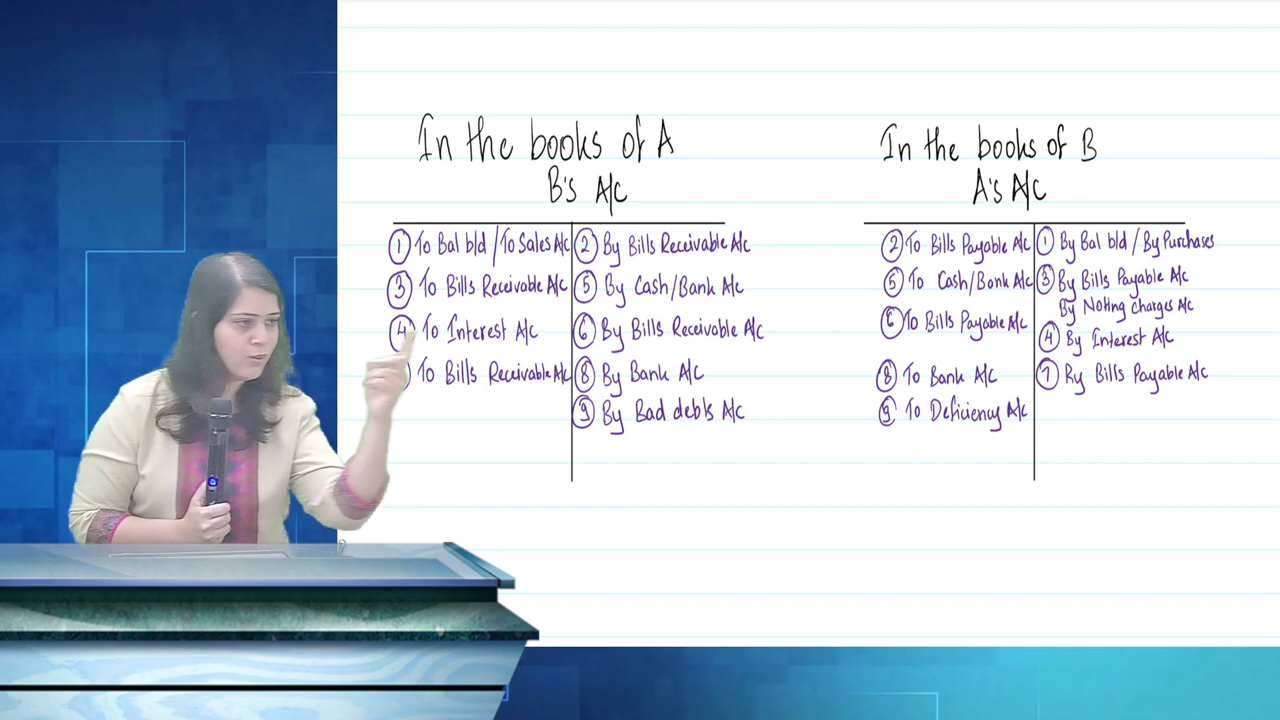 In the books of A
B's A/c
① To Bal b/d / To Sales A/c
③ To Bills Receivable A/c
④ To Interest A/c
To Bills Receivable A/c
② By Bills Receivable A/c
⑤ By Cash/Bank A/c
⑥ By Bills Receivable A/c
⑧ By Bank A/c
⑨ By Bad debts A/c
In the books of B
A's A/c
② To Bills Payable A/c
⑤ To Cash/Bank A/c
⑥ To Bills Payable A/c
⑧ To Bank A/c
⑨ To Deficiency A/c
① By Bal b/d / By Purchases
③ By Bills Payable A/c
By Noting charges A/c
④ By Interest A/c
⑦ By Bills Payable A/c